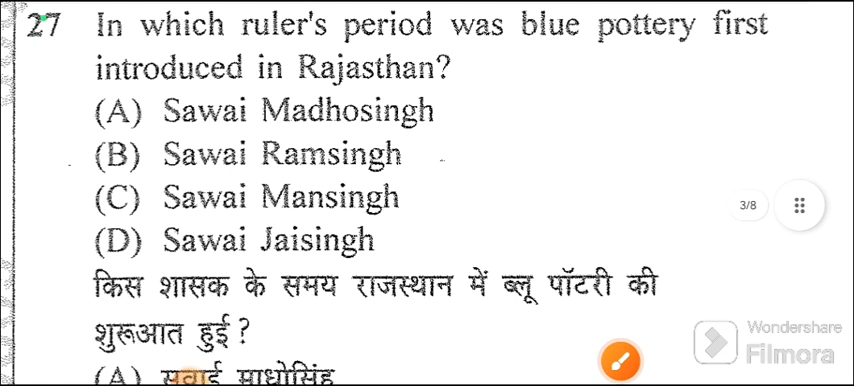 27 In which ruler's period was blue pottery first
introduced in Rajasthan?
(A) Sawai Madhosingh
(B) Sawai Ramsingh
(C) Sawai Mansingh
(D) Sawai Jaisingh
3/8
किस शासक के समय राजस्थान में ब्लू पॉटरी की
शुरूआत हुई ?
(A) सवाई माधोसिंह
Wondershare
Filmora